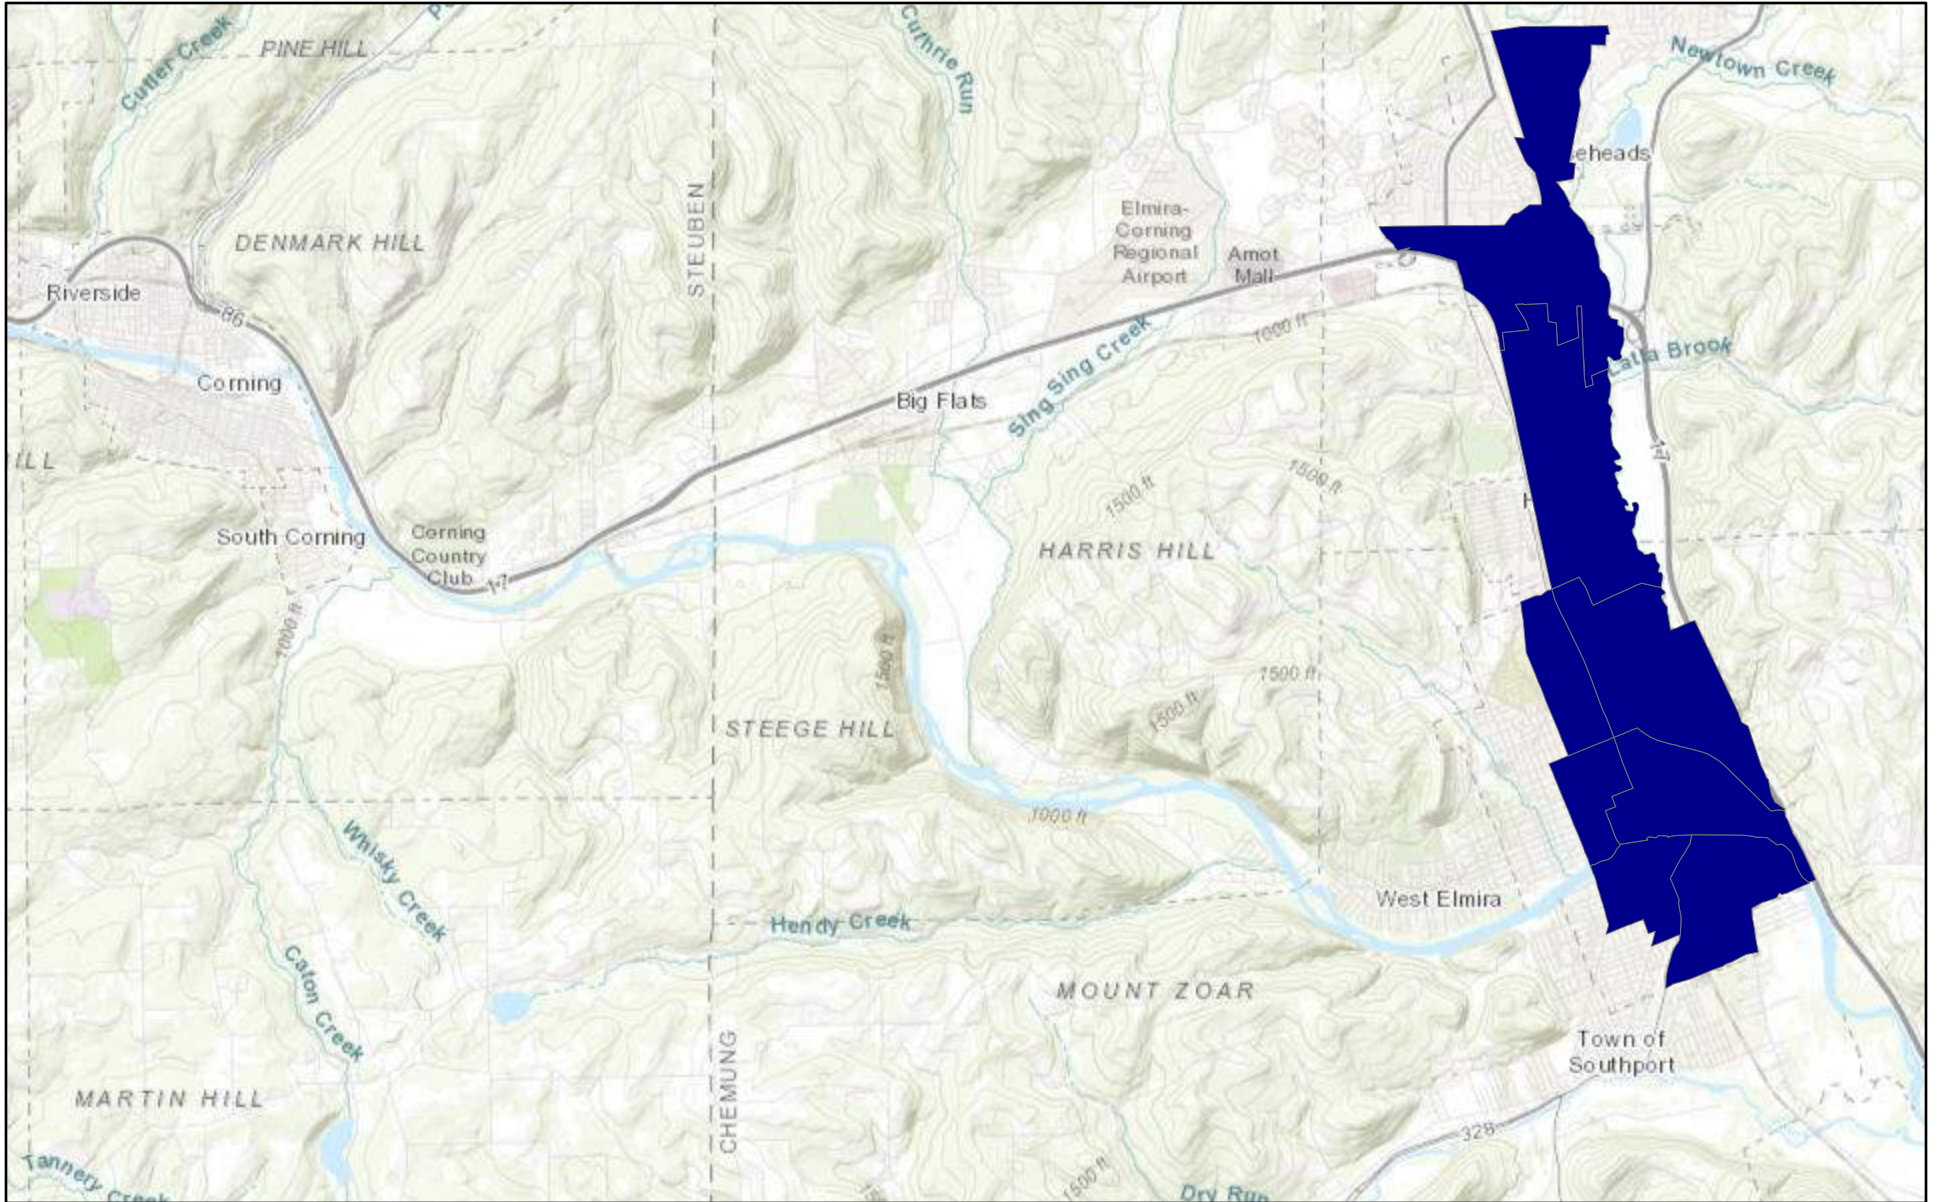 Cutler Creek
PINE HILL
Guthrie Run
Newtown Creek
eheads
STEUBEN
Elmira-
Corning
Regional
Airport
Arnot
Mall
DENMARK HILL
Riverside
86
1000 ft
Sing Sing Creek
Latta Brook
Corning
Big Flats
17
ILL
1500 ft
1500 ft
H
South Corning
Corning
Country
Club
17
HARRIS HILL
1000 ft
1500 ft
1500 ft
1500 ft
STEEGE HILL
1000 ft
Whisky Creek
West Elmira
Hendy Creek
Caton Creek
MOUNT ZOAR
Town of
Southport
CHEMUNG
MARTIN HILL
328
Tannery Creek
1500 ft
Dry Run